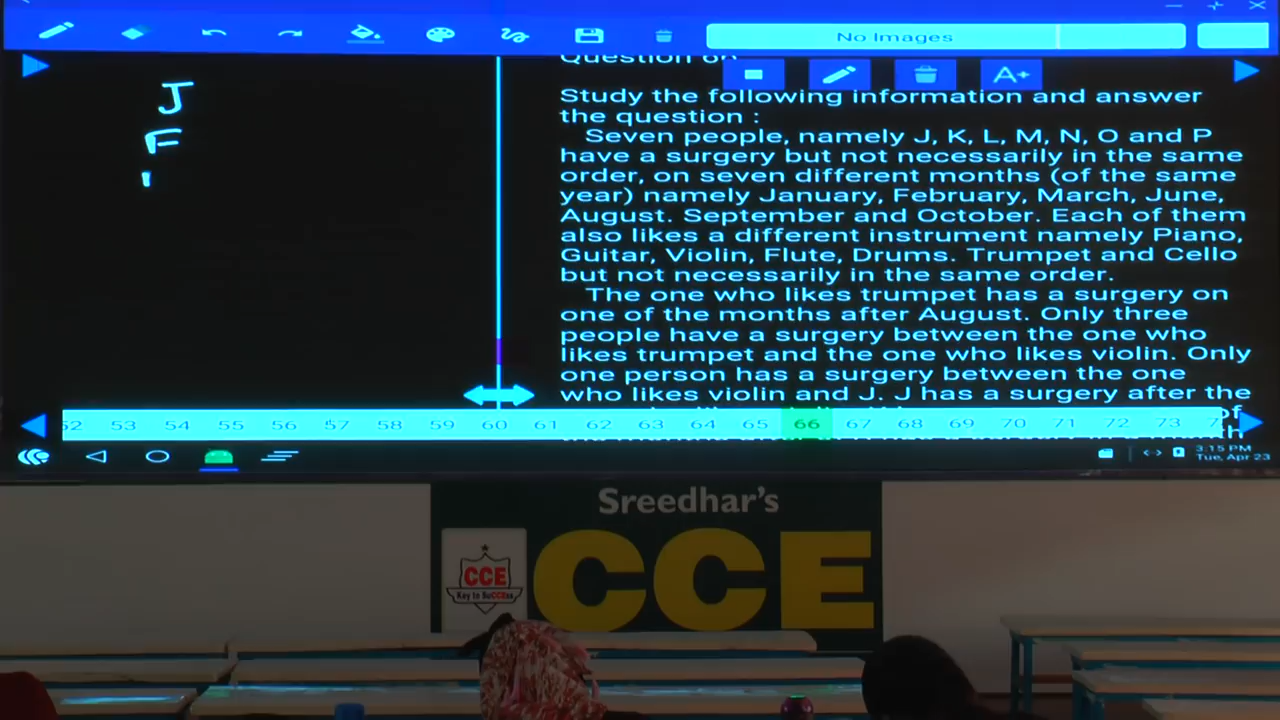 No Images
J
F
Question
A+
Study the following information and answer
the question :
Seven people, namely J, K, L, M, N, O and P
have a surgery but not necessarily in the same
order, on seven different months (of the same
year) namely January, February, March, June,
August. September and October. Each of them
also likes a different instrument namely Piano,
Guitar, Violin, Flute, Drums. Trumpet and Cello
but not necessarily in the same order.
The one who likes trumpet has a surgery on
one of the months after August. Only three
people have a surgery between the one who
likes trumpet and the one who likes violin. Only
one person has a surgery between the one
who likes violin and J. J has a surgery after the
of
52 53 54 55 56 57 58 59 60 61 62 63 64 65 66 67 68 69 70 71 72 73
3:15 PM
Tue, Apr 23
Sreedhar's
CCE
CCE
Key to SuCCEss